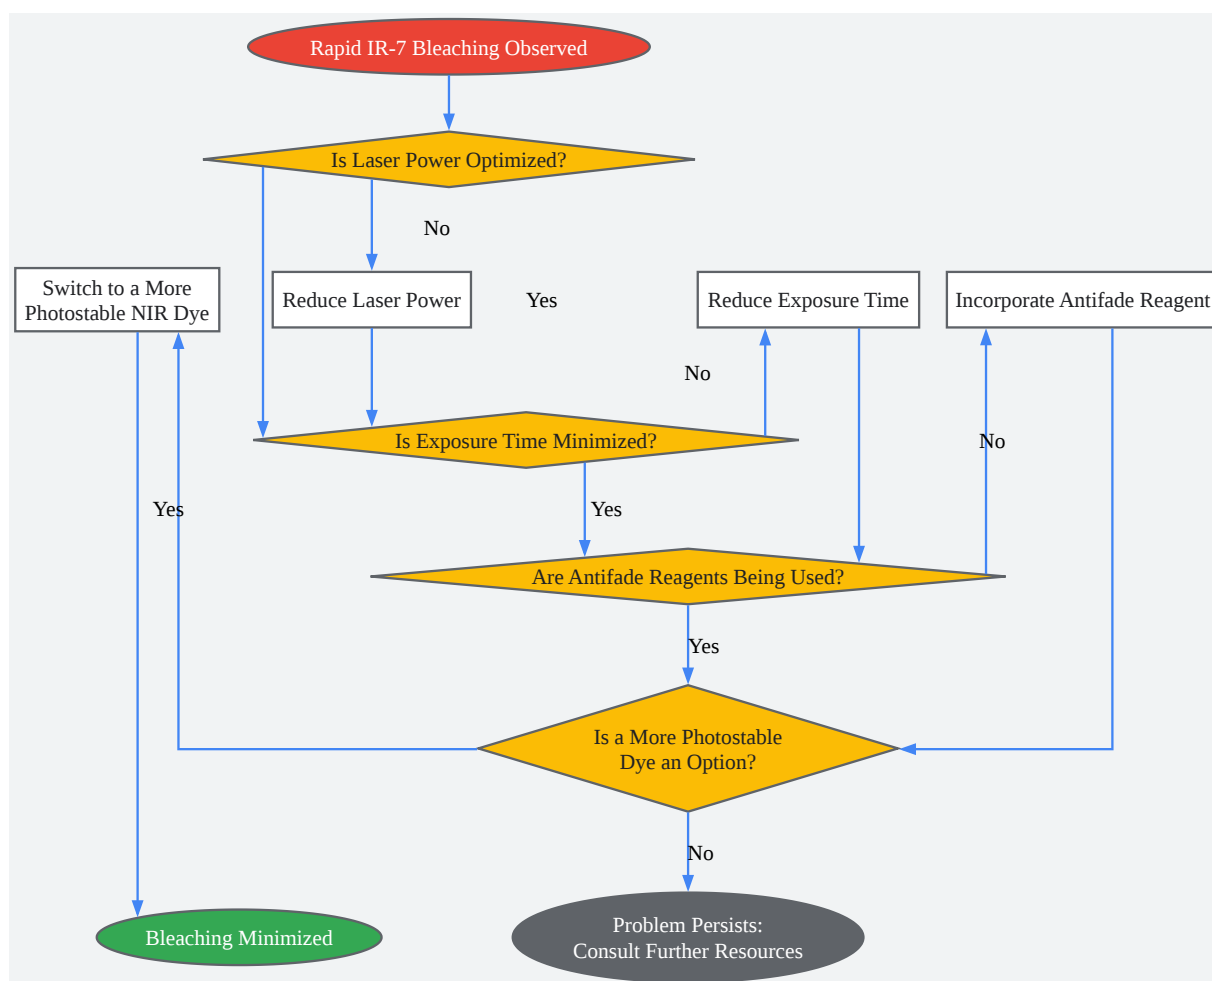 Rapid IR-7 Bleaching Observed
Is Laser Power Optimized?
No
Switch to a More
Photostable NIR Dye
Reduce Laser Power
Yes
Reduce Exposure Time
Incorporate Antifade Reagent
No
Is Exposure Time Minimized?
No
Yes
Yes
Are Antifade Reagents Being Used?
Yes
Is a More Photostable
Dye an Option?
No
Bleaching Minimized
Problem Persists:
Consult Further Resources